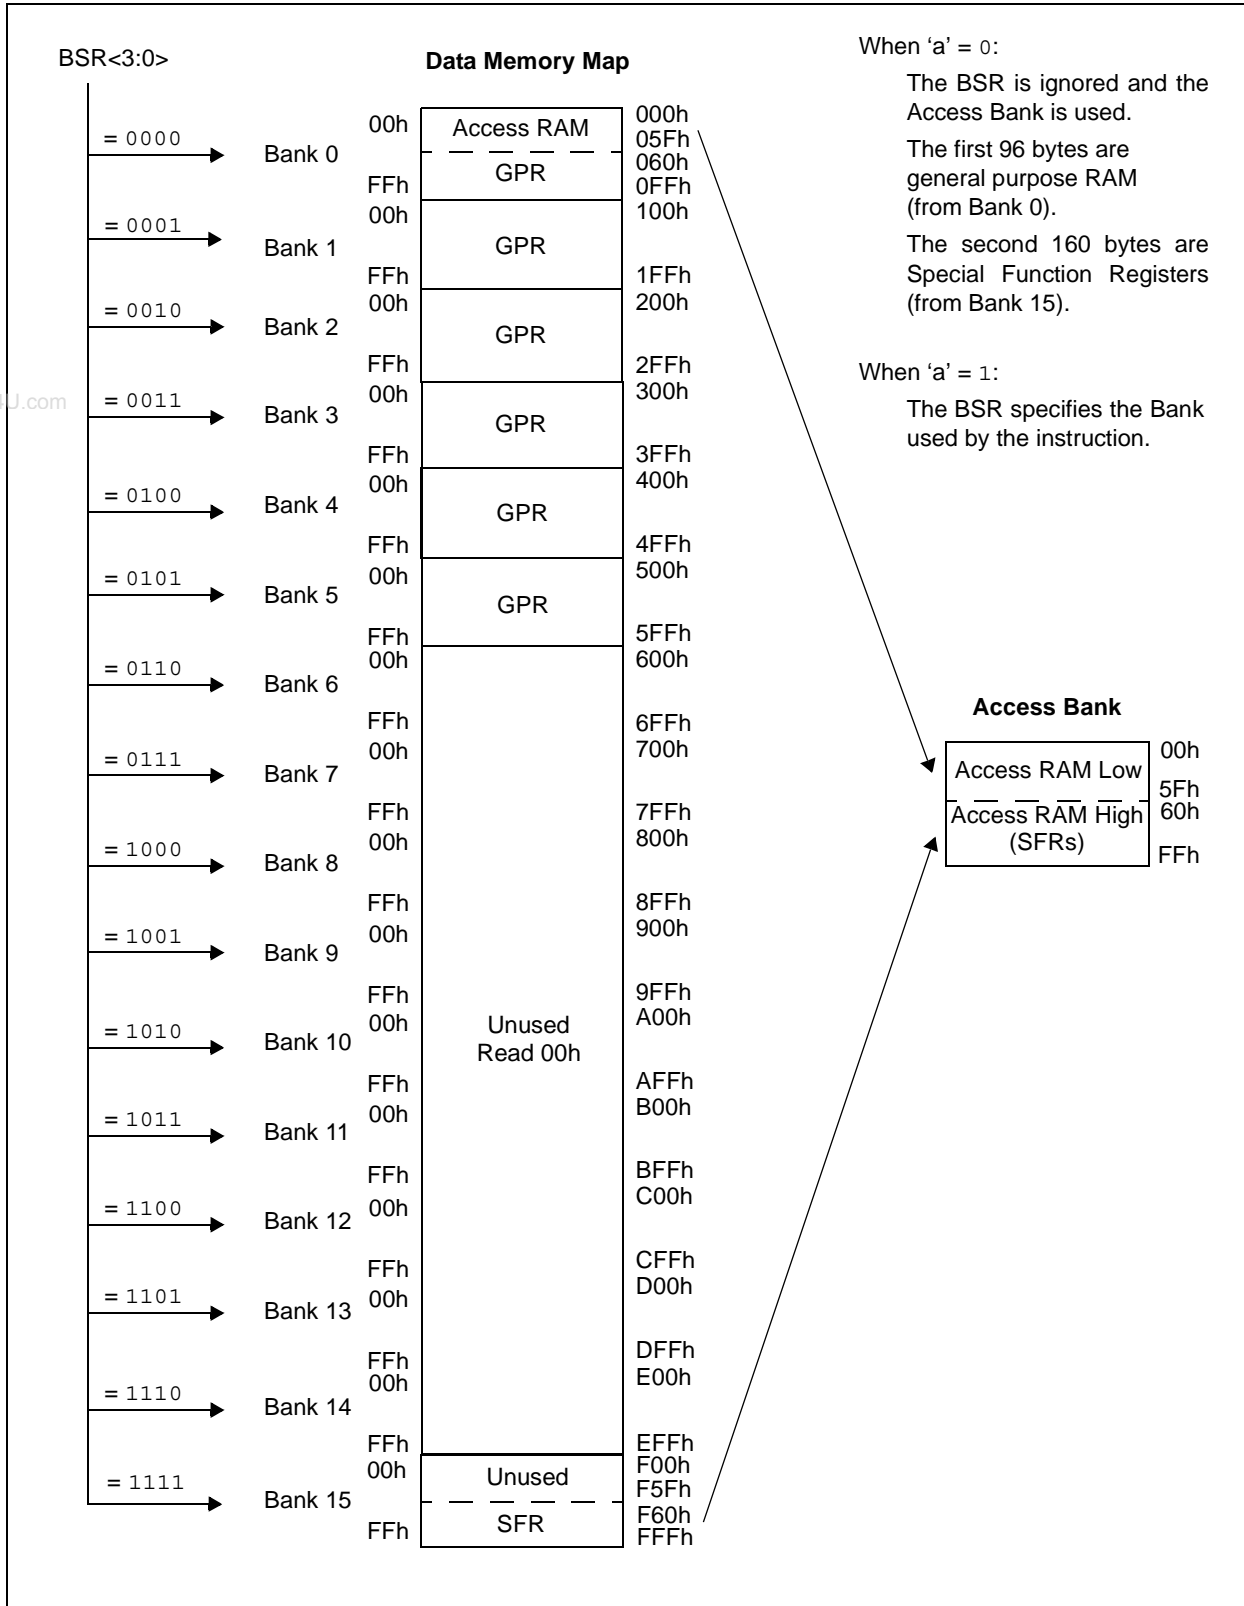 BSR<3:0>
Data Memory Map
When ‘a’ = 0:
The BSR is ignored and the
Access Bank is used.
The first 96 bytes are
general purpose RAM
(from Bank 0).
The second 160 bytes are
Special Function Registers
(from Bank 15).
When ‘a’ = 1:
The BSR specifies the Bank
used by the instruction.
= 0000
Bank 0
00h
Access RAM
000h
05Fh
GPR
060h
FFh
0FFh
= 0001
Bank 1
00h
GPR
100h
FFh
1FFh
= 0010
Bank 2
00h
GPR
200h
FFh
2FFh
4U.com
= 0011
Bank 3
00h
GPR
300h
FFh
3FFh
= 0100
Bank 4
00h
GPR
400h
FFh
4FFh
= 0101
Bank 5
00h
GPR
500h
FFh
5FFh
= 0110
Bank 6
00h
600h
FFh
6FFh
= 0111
Bank 7
00h
700h
FFh
7FFh
= 1000
Bank 8
00h
800h
FFh
8FFh
= 1001
Bank 9
00h
900h
FFh
9FFh
= 1010
Bank 10
00h
Unused
Read 00h
A00h
FFh
AFFh
= 1011
Bank 11
00h
B00h
FFh
BFFh
= 1100
Bank 12
00h
C00h
FFh
CFFh
= 1101
Bank 13
00h
D00h
FFh
DFFh
= 1110
Bank 14
00h
E00h
FFh
EFFh
= 1111
Bank 15
00h
Unused
F00h
F5Fh
SFR
F60h
FFh
FFFh
Access Bank
Access RAM Low
00h
5Fh
Access RAM High
(SFRs)
60h
FFh